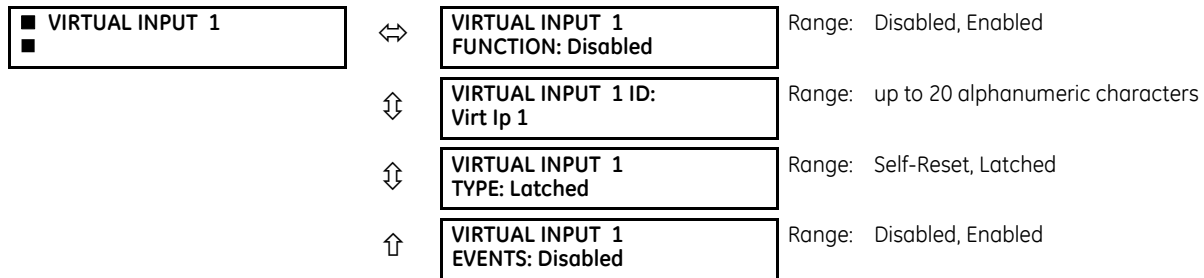 ■ VIRTUAL INPUT 1
■
VIRTUAL INPUT 1
FUNCTION: Disabled
Range: Disabled, Enabled
VIRTUAL INPUT 1 ID:
Virt Ip 1
Range: up to 20 alphanumeric characters
VIRTUAL INPUT 1
TYPE: Latched
Range: Self-Reset, Latched
VIRTUAL INPUT 1
EVENTS: Disabled
Range: Disabled, Enabled